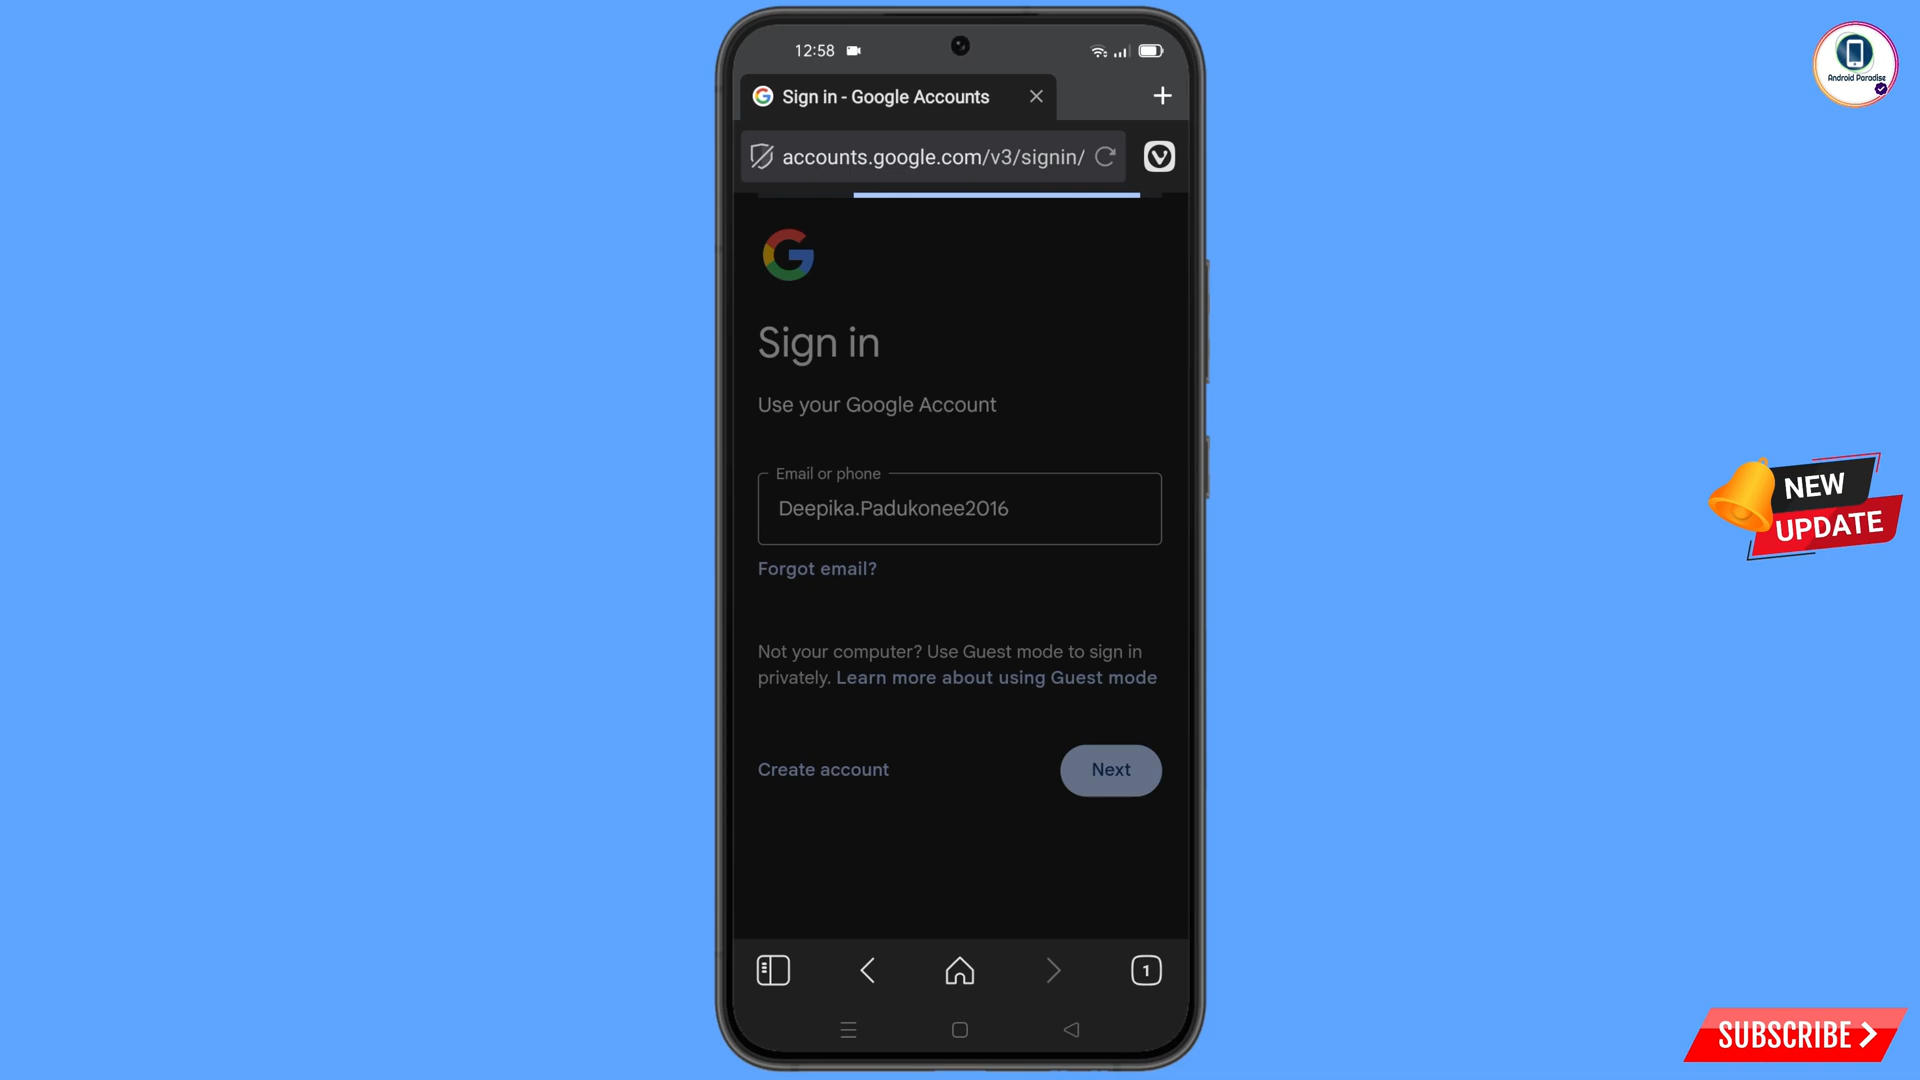 12:58
Sign in - Google Accounts
accounts.google.com/v3/signin/
Sign in
Use your Google Account
Email or phone
Deepika.Padukonee2016
Forgot email?
Not your computer? Use Guest mode to sign in
privately. Learn more about using Guest mode
Create account
Next
1
Android Paradise
NEW
UPDATE
SUBSCRIBE